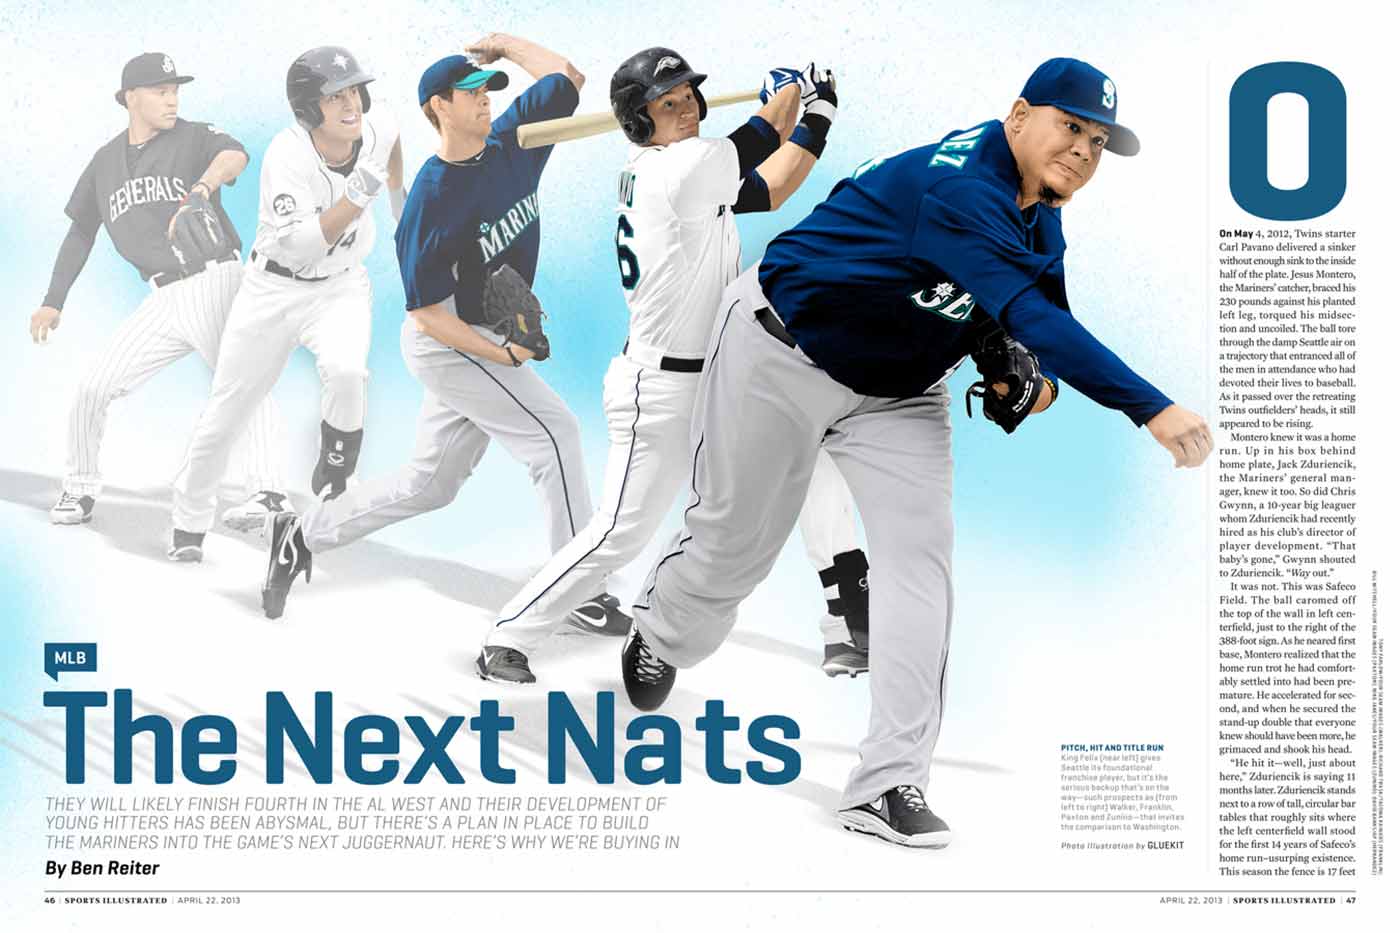 GENERALS
26
14
MARIN
6
NEZ
S
SE
MLB
The Next Nats
THEY WILL LIKELY FINISH FOURTH IN THE AL WEST AND THEIR DEVELOPMENT OF
YOUNG HITTERS HAS BEEN ABYSMAL, BUT THERE'S A PLAN IN PLACE TO BUILD
THE MARINERS INTO THE GAME'S NEXT JUGGERNAUT. HERE'S WHY WE'RE BUYING IN
By Ben Reiter
PITCH, HIT AND TITLE RUN
King Felix (near left) gives
Seattle its foundational
franchise player, but it's the
serious backup that's on the
way—such prospects as (from
left to right) Walker, Franklin,
Paxton and Zunino—that invites
the comparison to Washington.
Photo Illustration by GLUEKIT
O
On May 4, 2012, Twins starter
Carl Pavano delivered a sinker
without enough sink to the inside
half of the plate. Jesus Montero,
the Mariners' catcher, braced his
230 pounds against his planted
left leg, torqued his midsec-
tion and uncoiled. The ball tore
through the damp Seattle air on
a trajectory that entranced all of
the men in attendance who had
devoted their lives to baseball.
As it passed over the retreating
Twins outfielders' heads, it still
appeared to be rising.
Montero knew it was a home
run. Up in his box behind
home plate, Jack Zduriencik,
the Mariners' general man-
ager, knew it too. So did Chris
Gwynn, a 10-year big leaguer
whom Zduriencik had recently
hired as his club's director of
player development. “That
baby's gone,” Gwynn shouted
to Zduriencik. “Way out.”
It was not. This was Safeco
Field. The ball caromed off
the top of the wall in left cen-
terfield, just to the right of the
388-foot sign. As he neared first
base, Montero realized that the
home run trot he had comfort-
ably settled into had been pre-
mature. He accelerated for sec-
ond, and when he secured the
stand-up double that everyone
knew should have been more, he
grimaced and shook his head.
“He hit it—well, just about
here,” Zduriencik is saying 11
months later. Zduriencik stands
next to a row of tall, circular bar
tables that roughly sits where
the left centerfield wall stood
for the first 14 years of Safeco's
home run–usurping existence.
This season the fence is 17 feet
46 | SPORTS ILLUSTRATED | APRIL 22, 2013
APRIL 22, 2013 | SPORTS ILLUSTRATED | 47